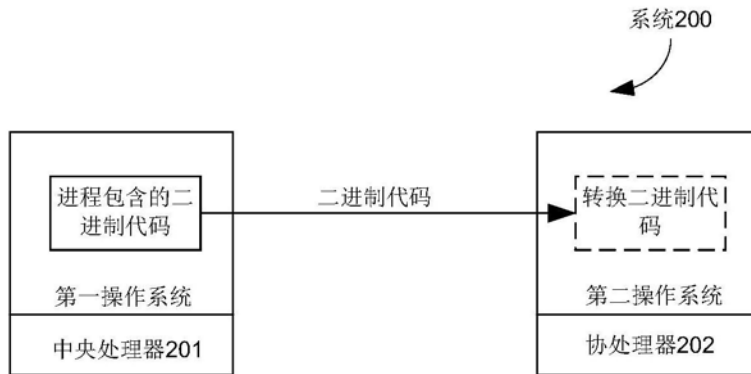 系统200
进程包含的二
进制代码
二进制代码
转换二进制代
码
第一操作系统
第二操作系统
中央处理器201
协处理器202